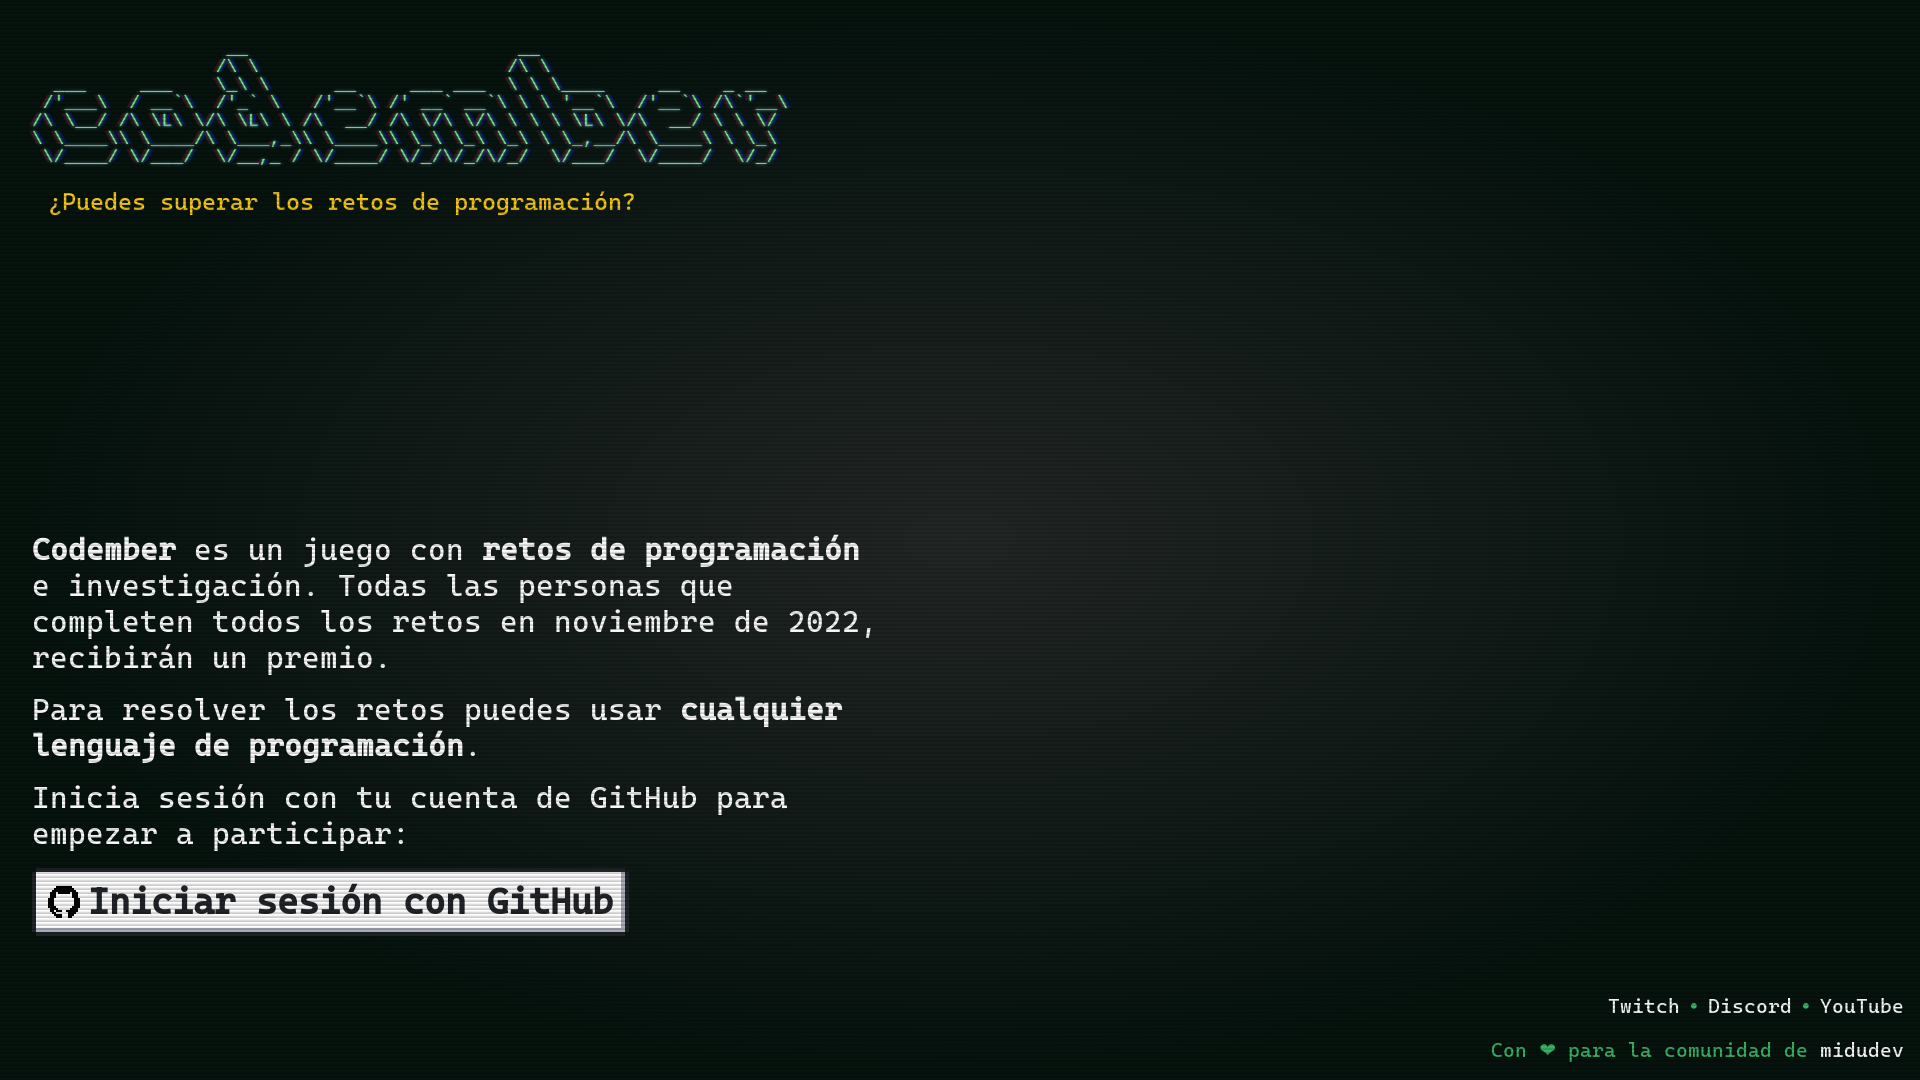 codember
¿Puedes superar los retos de programación?
Codember es un juego con retos de programación
e investigación. Todas las personas que
completen todos los retos en noviembre de 2022,
recibirán un premio.
Para resolver los retos puedes usar cualquier
lenguaje de programación.
Inicia sesión con tu cuenta de GitHub para
empezar a participar:
Iniciar sesión con GitHub
Twitch • Discord • YouTube
Con ❤ para la comunidad de midudev